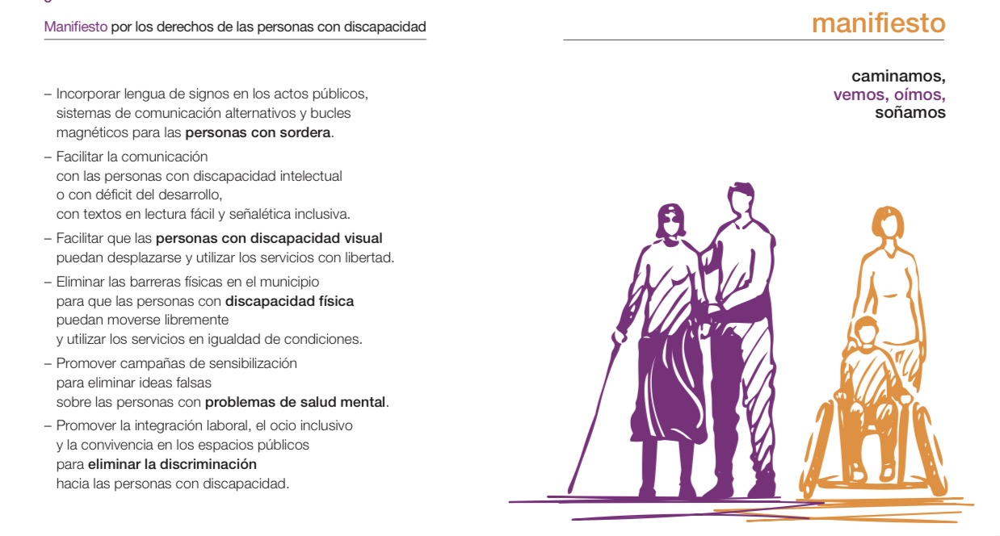 Manifiesto por los derechos de las personas con discapacidad
– Incorporar lengua de signos en los actos públicos,
sistemas de comunicación alternativos y bucles
magnéticos para las personas con sordera.
– Facilitar la comunicación
con las personas con discapacidad intelectual
o con déficit del desarrollo,
con textos en lectura fácil y señalética inclusiva.
– Facilitar que las personas con discapacidad visual
puedan desplazarse y utilizar los servicios con libertad.
– Eliminar las barreras físicas en el municipio
para que las personas con discapacidad física
puedan moverse libremente
y utilizar los servicios en igualdad de condiciones.
– Promover campañas de sensibilización
para eliminar ideas falsas
sobre las personas con problemas de salud mental.
– Promover la integración laboral, el ocio inclusivo
y la convivencia en los espacios públicos
para eliminar la discriminación
hacia las personas con discapacidad.
manifiesto
caminamos,
vemos, oímos,
soñamos